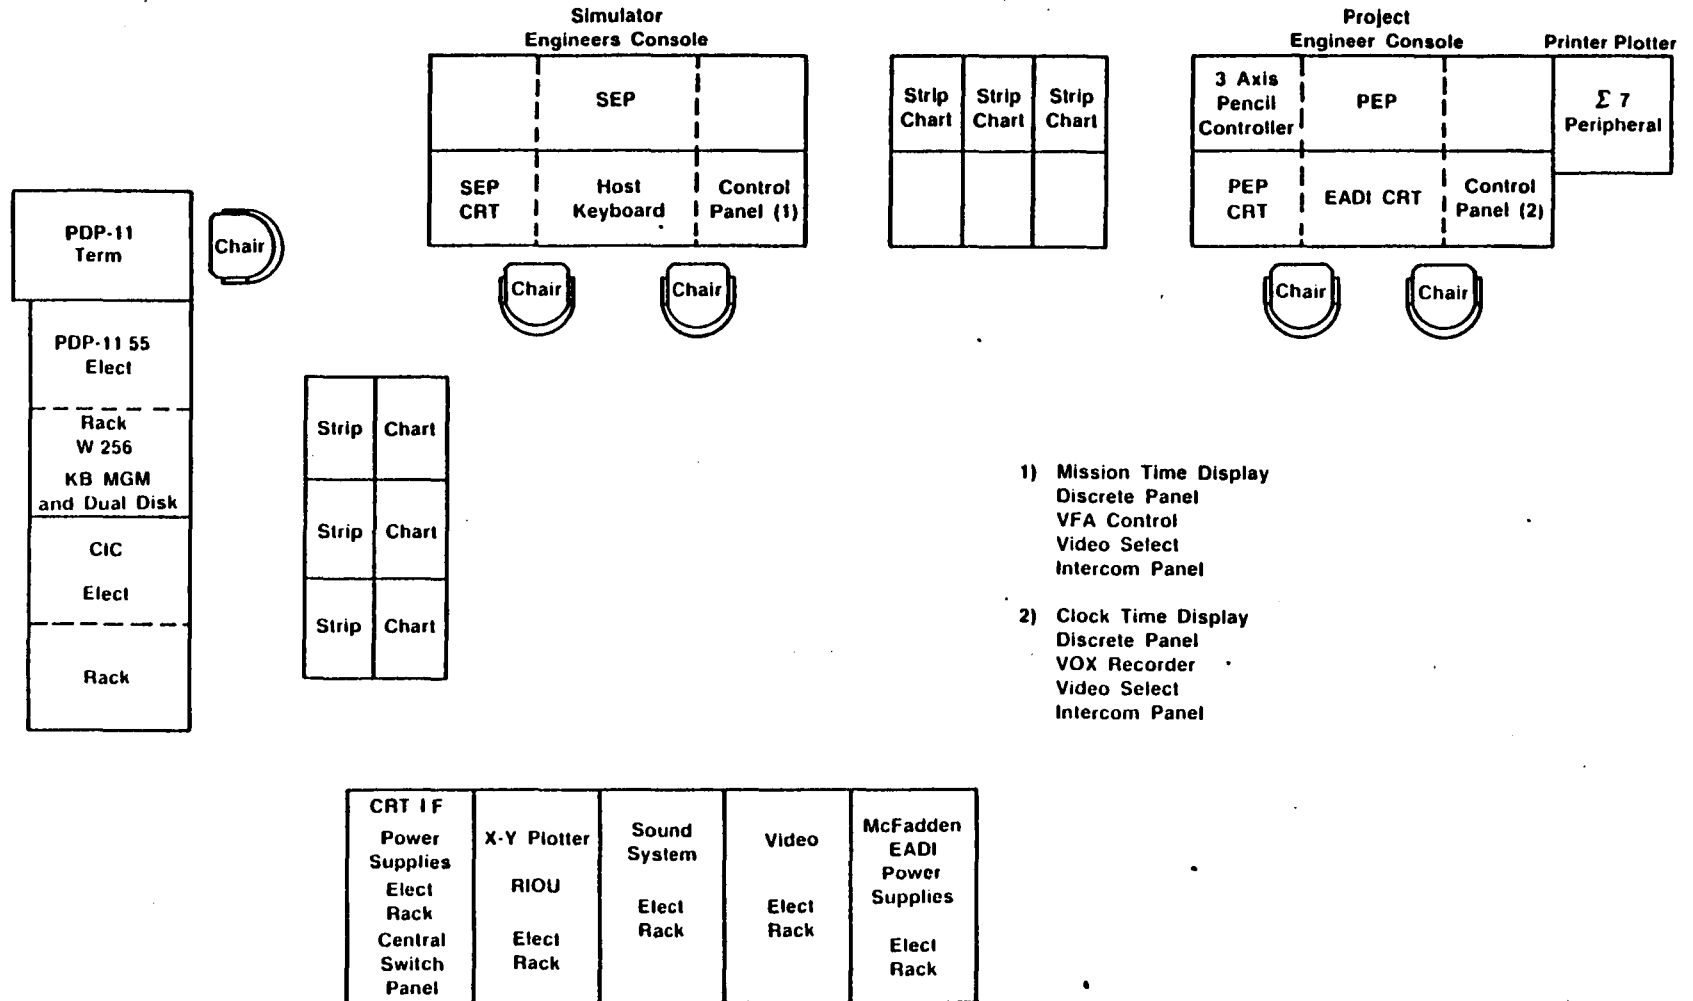 Simulator
Engineers Console
SEP
SEP
CRT
Host
Keyboard
Control
Panel (1)
Chair
Chair
Strip
Chart
Strip
Chart
Strip
Chart
Project
Engineer Console
Printer Plotter
3 Axis
Pencil
Controller
PEP
Σ 7
Peripheral
PEP
CRT
EADI CRT
Control
Panel (2)
Chair
Chair
PDP-11
Term
Chair
PDP-11 55
Elect
Rack
W 256
KB MGM
and Dual Disk
CIC
Elect
Rack
Strip Chart
Strip Chart
Strip Chart
1) Mission Time Display
Discrete Panel
VFA Control
Video Select
Intercom Panel
2) Clock Time Display
Discrete Panel
VOX Recorder
Video Select
Intercom Panel
CRT IF
Power
Supplies
Elect
Rack
Central
Switch
Panel
X-Y Plotter
RIOU
Elect
Rack
Sound
System
Elect
Rack
Video
Elect
Rack
McFadden
EADI
Power
Supplies
Elect
Rack